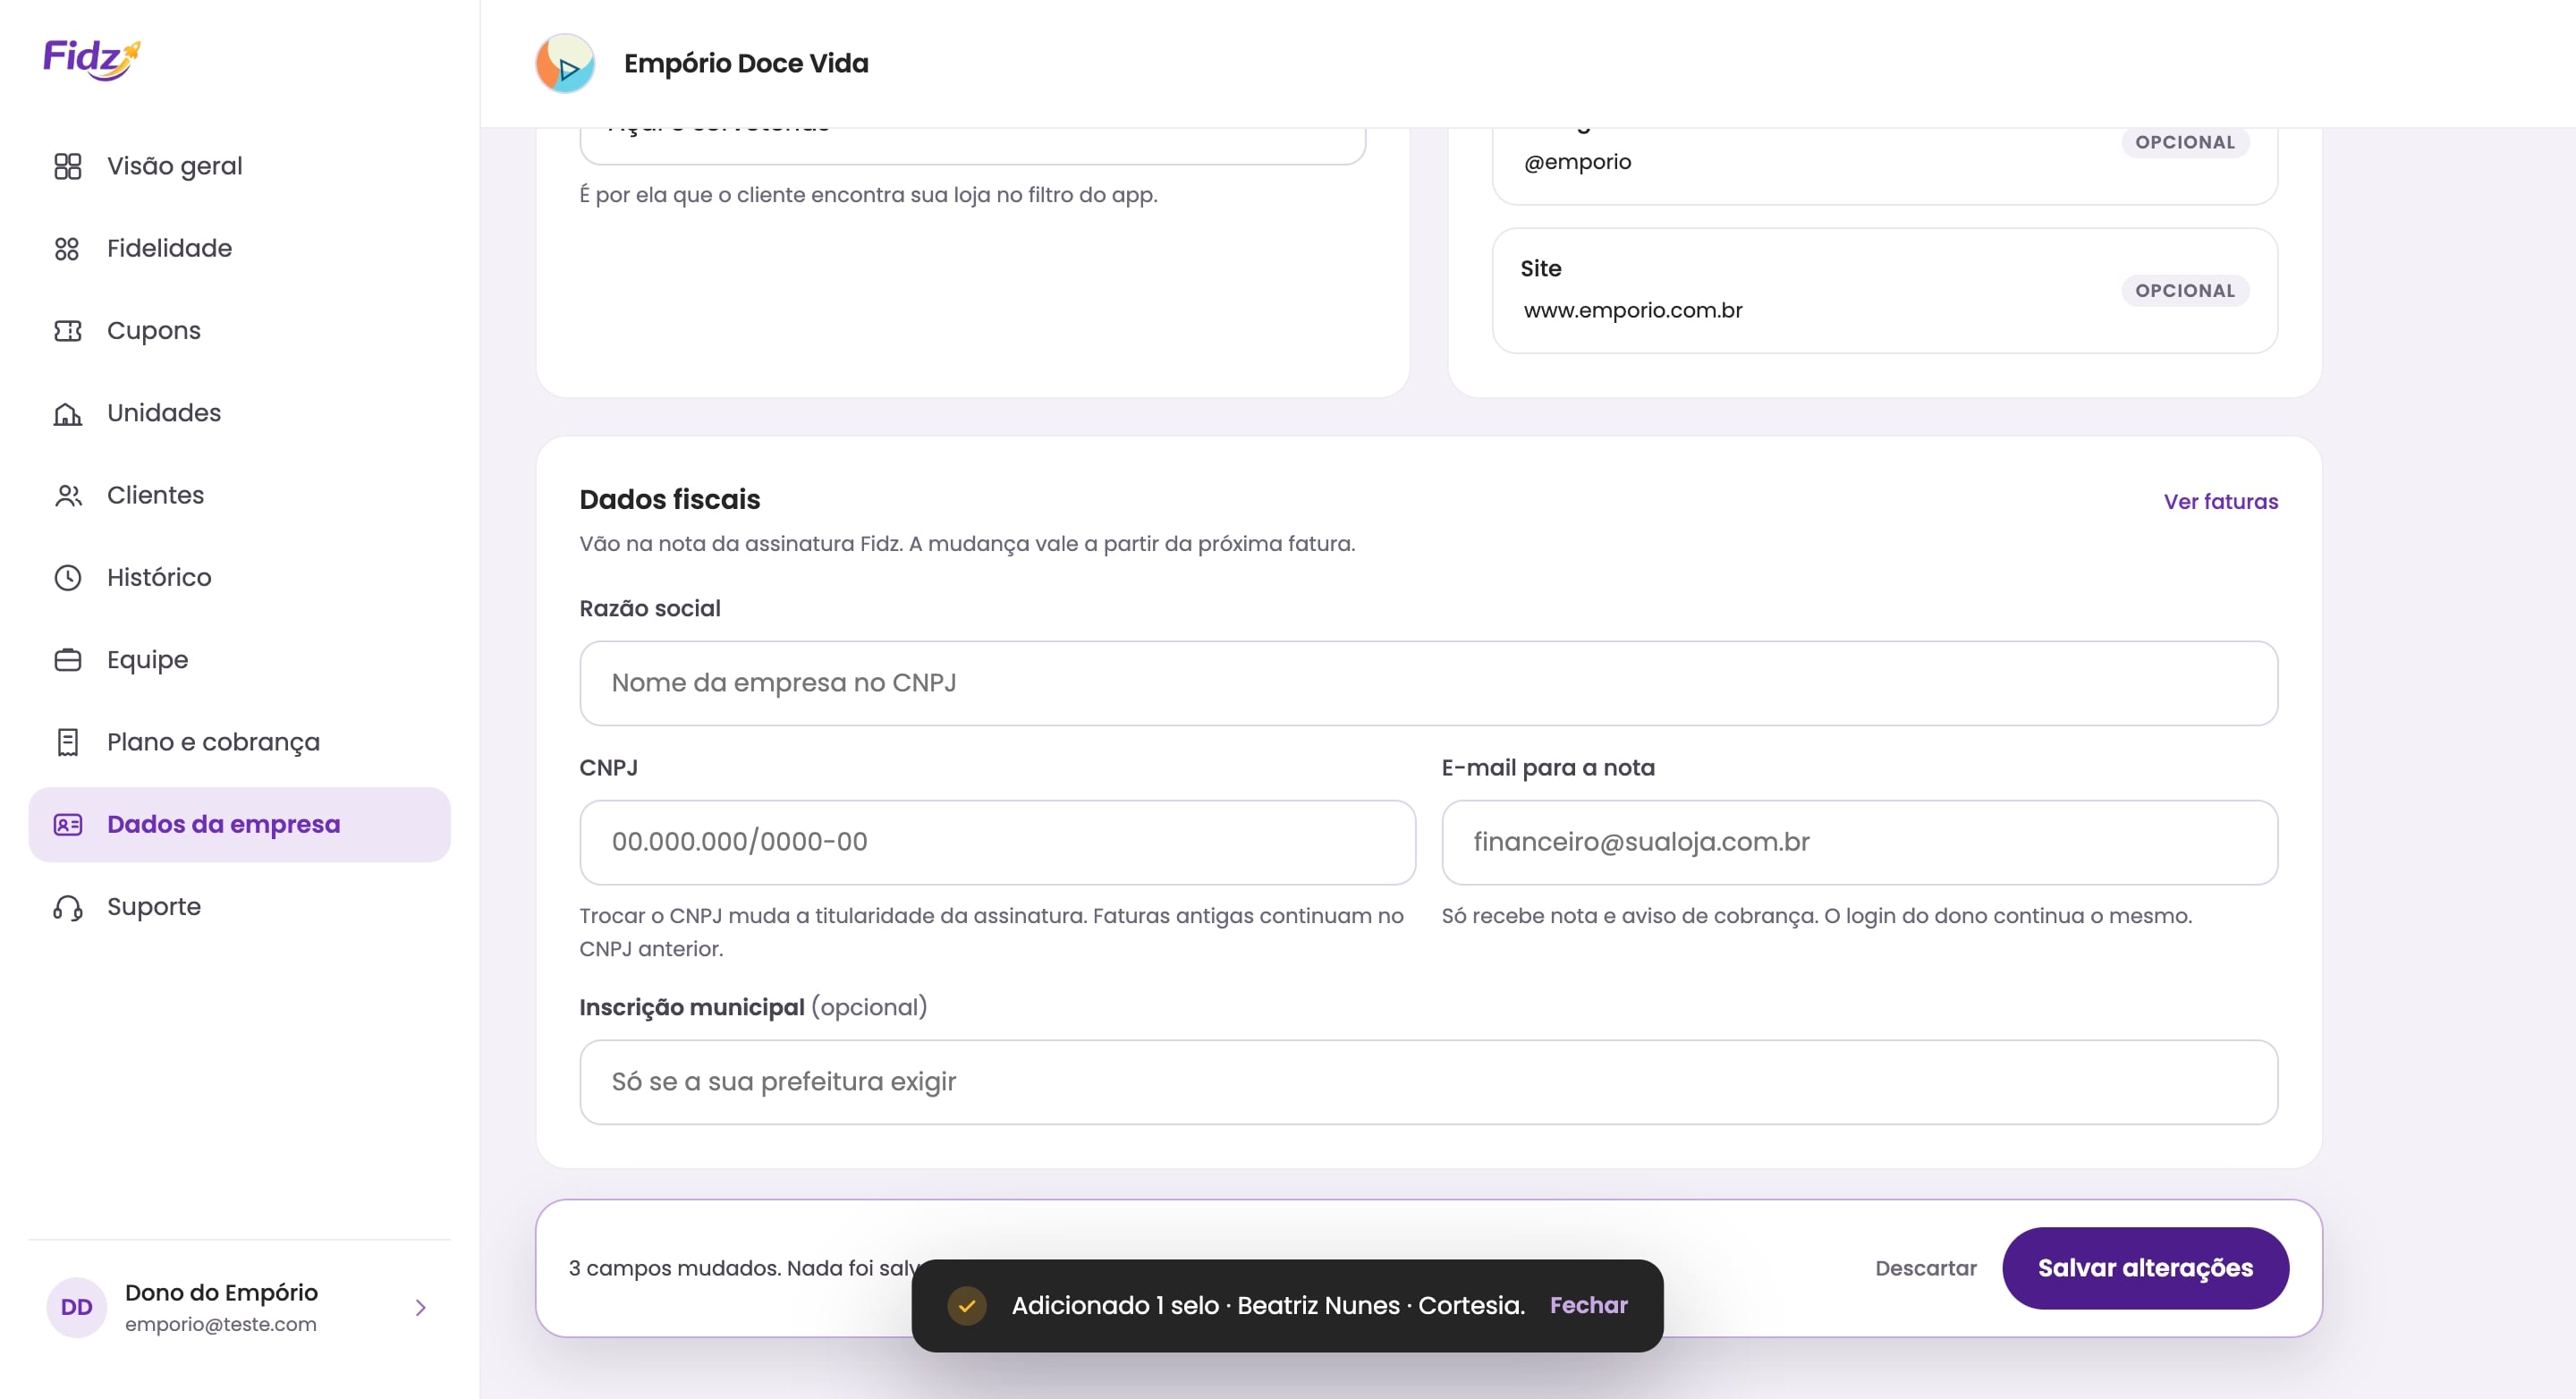 Fidz
Visão geral
Fidelidade
Cupons
Unidades
Clientes
Histórico
Equipe
Plano e cobrança
Dados da empresa
Suporte
DD
Dono do Empório
emporio@teste.com
Empório Doce Vida
É por ela que o cliente encontra sua loja no filtro do app.
OPCIONAL
@emporio
Site
OPCIONAL
www.emporio.com.br
Dados fiscais
Ver faturas
Vão na nota da assinatura Fidz. A mudança vale a partir da próxima fatura.
Razão social
Nome da empresa no CNPJ
CNPJ
00.000.000/0000-00
Trocar o CNPJ muda a titularidade da assinatura. Faturas antigas continuam no
CNPJ anterior.
E-mail para a nota
financeiro@sualoja.com.br
Só recebe nota e aviso de cobrança. O login do dono continua o mesmo.
Inscrição municipal (opcional)
Só se a sua prefeitura exigir
3 campos mudados. Nada foi
Descartar
Salvar alterações
Adicionado 1 selo · Beatriz Nunes · Cortesia.
Fechar